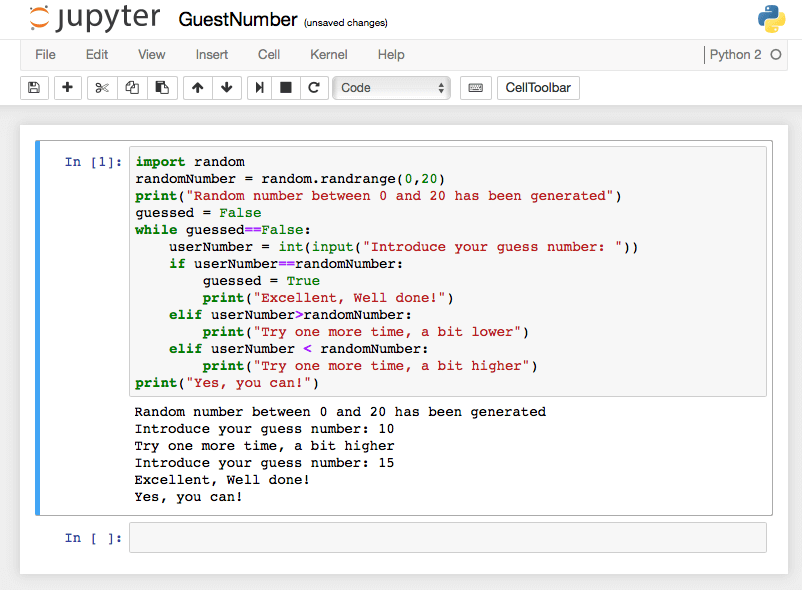 jupyter GuestNumber (unsaved changes)
File Edit View Insert Cell Kernel Help Python 2
Code CellToolbar
In [1]: import random
randomNumber = random.randrange(0,20)
print("Random number between 0 and 20 has been generated")
guessed = False
while guessed==False:
    userNumber = int(input("Introduce your guess number: "))
    if userNumber==randomNumber:
        guessed = True
        print("Excellent, Well done!")
    elif userNumber>randomNumber:
        print("Try one more time, a bit lower")
    elif userNumber < randomNumber:
        print("Try one more time, a bit higher")
print("Yes, you can!")
Random number between 0 and 20 has been generated
Introduce your guess number: 10
Try one more time, a bit higher
Introduce your guess number: 15
Excellent, Well done!
Yes, you can!
In [ ]: